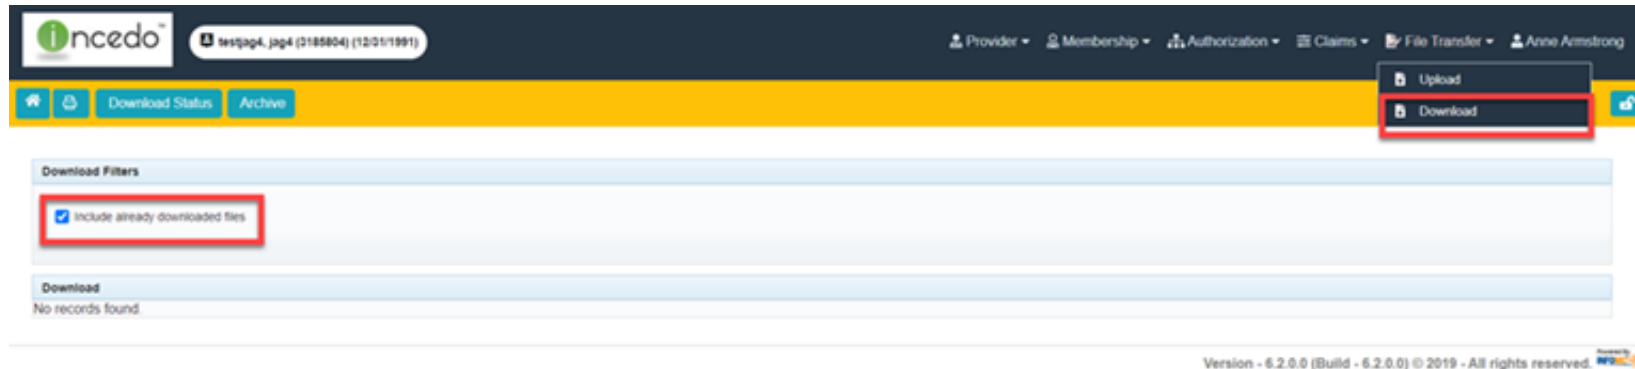 incedo™
testjag4, jag4 (3185804) (12/31/1991)
Provider Membership Authorization Claims File Transfer Anne Armstrong
Upload
Download
Download Status Archive
Download Filters
Include already downloaded files
Download
No records found.
Version - 6.2.0.0 (Build - 6.2.0.0) © 2019 - All rights reserved.